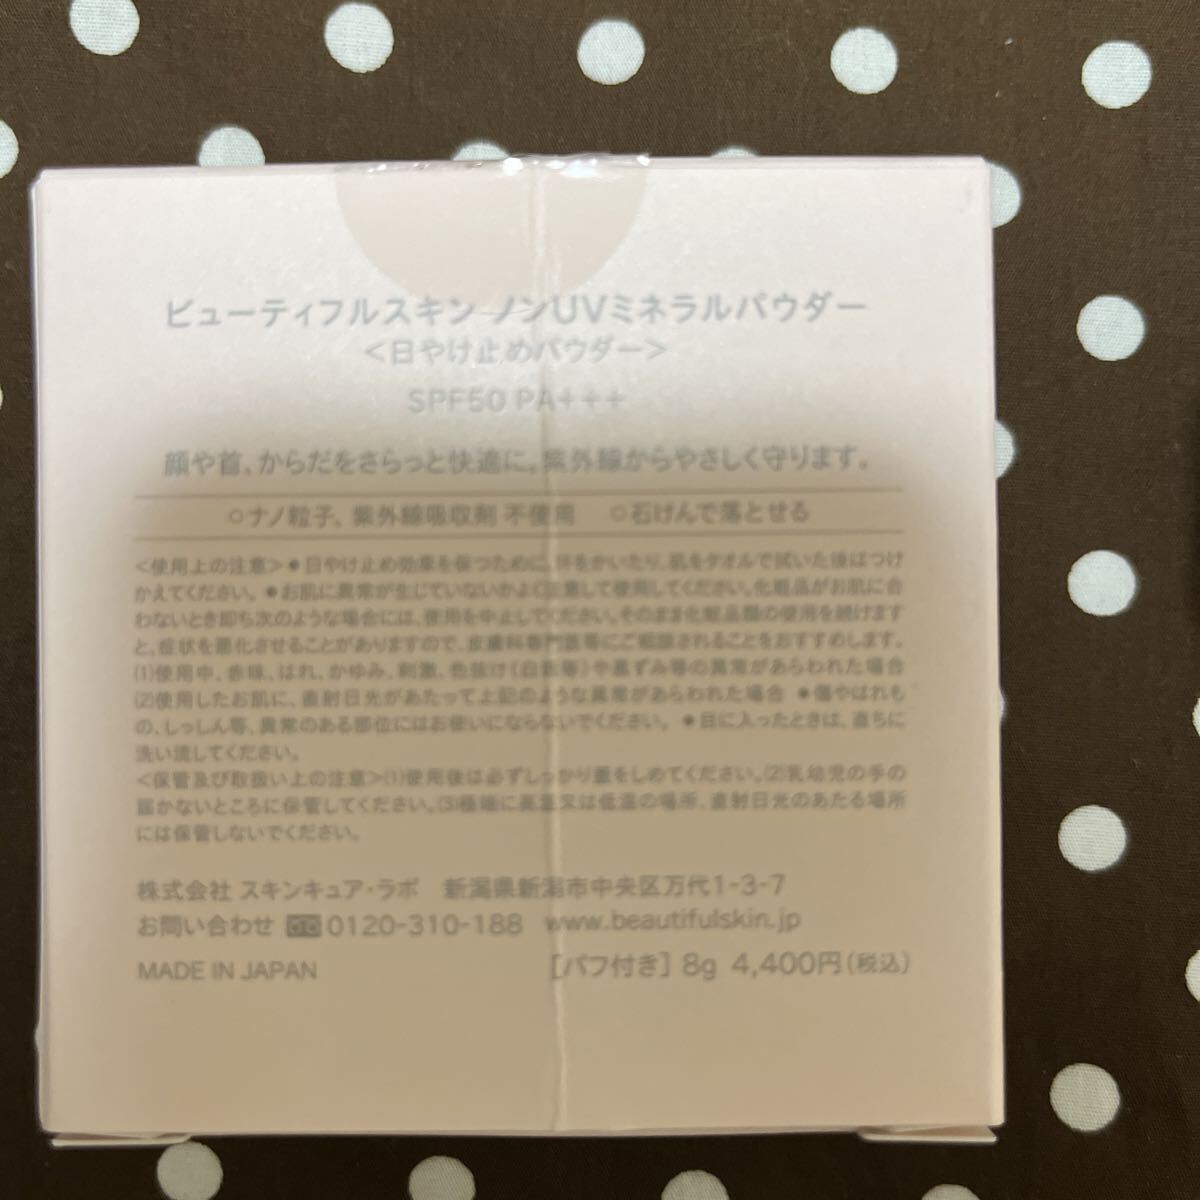 ビューティフルスキン ノンUVミネラルパウダー
＜日やけ止めパウダー＞
SPF50 PA+++
顔や首、からだをさらっと快適に。紫外線からやさしく守ります。
○ナノ粒子、紫外線吸収剤 不使用　○石けんで落とせる
＜使用上の注意＞●日やけ止め効果を保つために、汗をかいたり、肌をタオルで拭いた後はつけ
かえてください。●お肌に異常が生じていないかよく注意して使用してください。化粧品がお肌に合
わないとき即ち次のような場合には、使用を中止してください。そのまま化粧品類の使用を続けます
と、症状を悪化させることがありますので、皮膚科専門医等にご相談されることをおすすめします。
(1)使用中、赤味、はれ、かゆみ、刺激、色抜け(白斑等)や黒ずみ等の異常があらわれた場合
(2)使用したお肌に、直射日光があたって上記のような異常があらわれた場合 ●傷やはれも
の、しっしん等、異常のある部位にはお使いにならないでください。●目に入ったときは、直ちに
洗い流してください。
＜保管及び取扱い上の注意＞(1)使用後は必ずしっかり蓋をしめてください。(2)乳幼児の手の
届かないところに保管してください。(3)極端に高温又は低温の場所、直射日光のあたる場所
には保管しないでください。
株式会社 スキンキュア・ラボ　新潟県新潟市中央区万代1-3-7
お問い合わせ 0120-310-188 www.beautifulskin.jp
MADE IN JAPAN　[パフ付き] 8g 4,400円(税込)